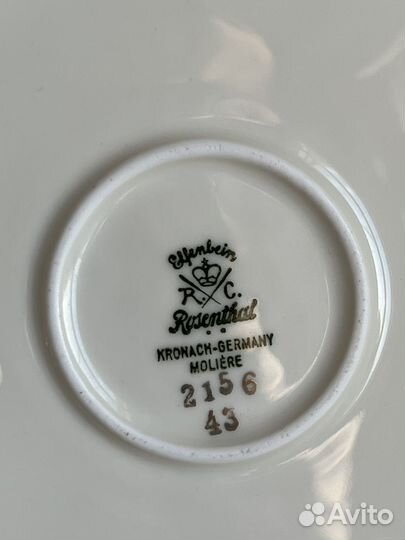 Elfenbein
R. C.
Rosenthal
KRONACH-GERMANY
MOLIÈRE
2156
43
Avito